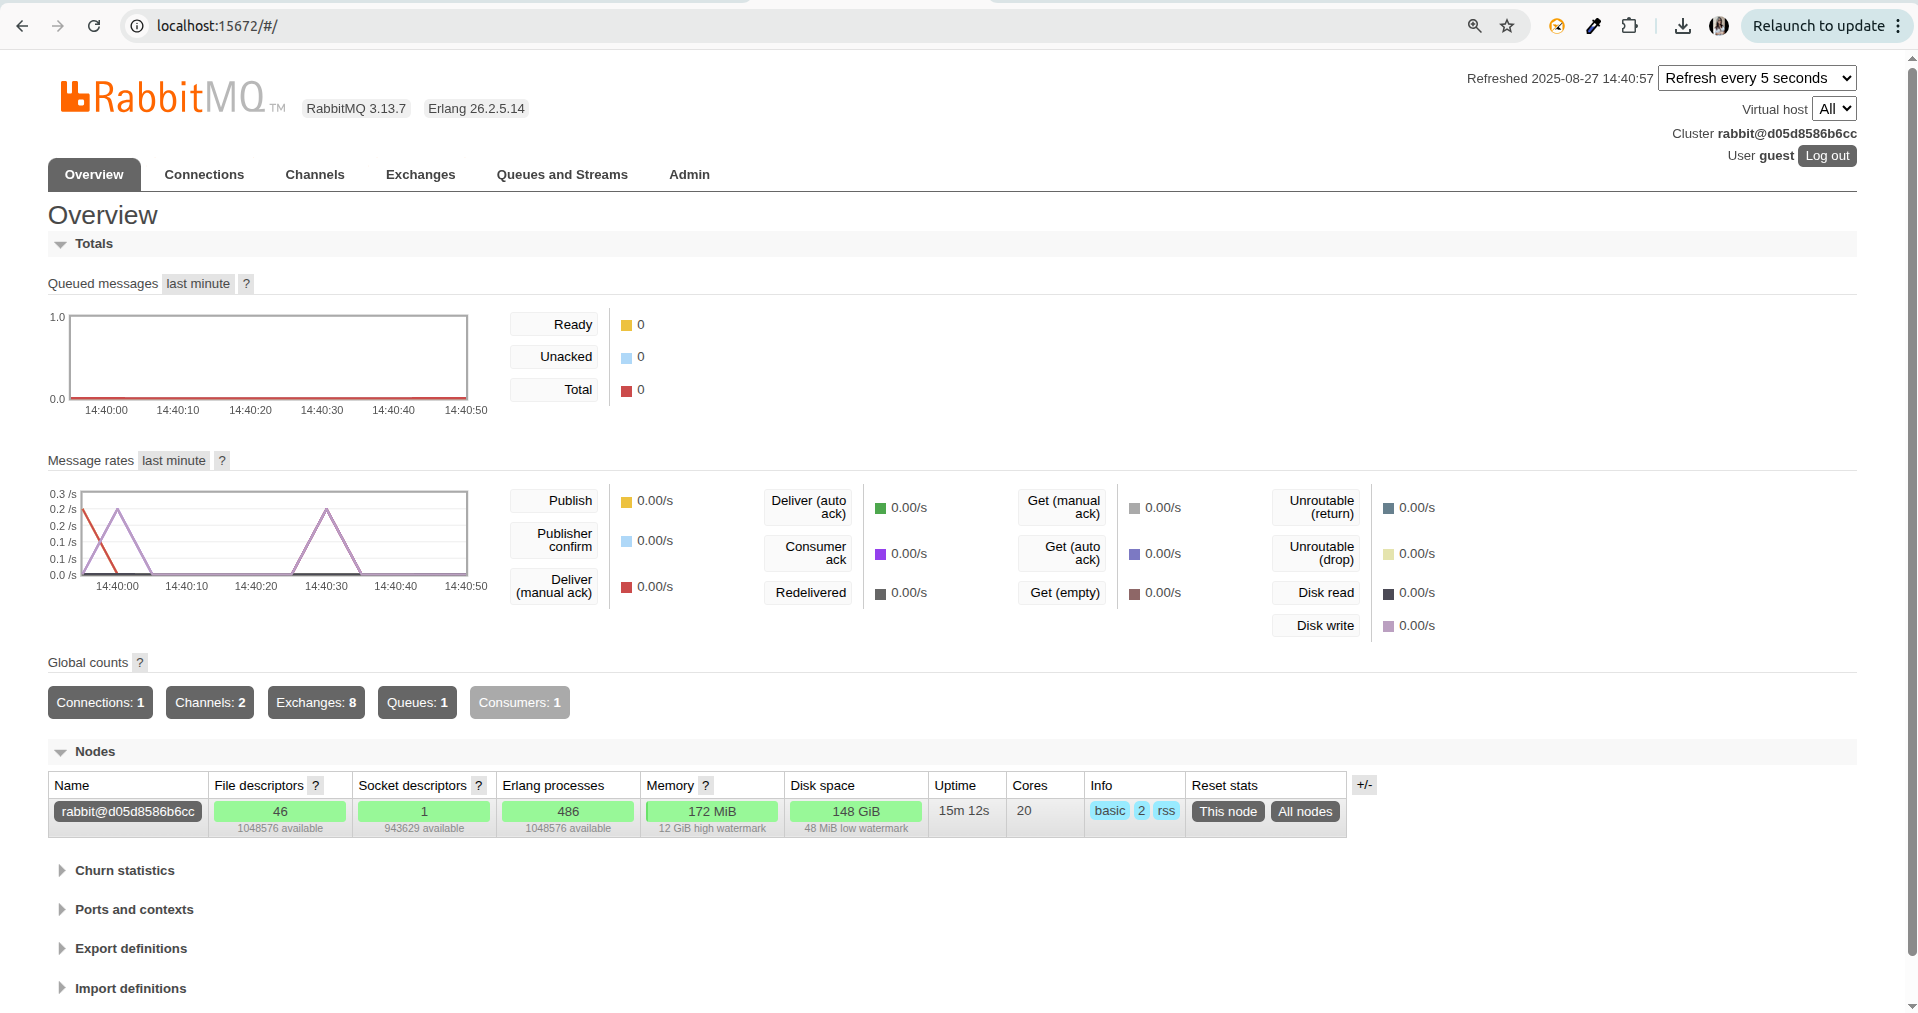 localhost:15672/#/
Relaunch to update
RabbitMQ TM
RabbitMQ 3.13.7
Erlang 26.2.5.14
Refreshed 2025-08-27 14:40:57
Refresh every 5 seconds
Virtual host
All
Cluster rabbit@d05d8586b6cc
User guest
Log out
Overview
Connections
Channels
Exchanges
Queues and Streams
Admin
Overview
Totals
Queued messages last minute ?
1.0
0.0
14:40:00 14:40:10 14:40:20 14:40:30 14:40:40 14:40:50
Ready 0
Unacked 0
Total 0
Message rates last minute ?
0.3 /s
0.2 /s
0.2 /s
0.1 /s
0.1 /s
0.0 /s
14:40:00 14:40:10 14:40:20 14:40:30 14:40:40 14:40:50
Publish 0.00/s
Publisher
confirm 0.00/s
Deliver
(manual ack) 0.00/s
Deliver (auto
ack) 0.00/s
Consumer
ack 0.00/s
Redelivered 0.00/s
Get (manual
ack) 0.00/s
Get (auto
ack) 0.00/s
Get (empty) 0.00/s
Unroutable
(return) 0.00/s
Unroutable
(drop) 0.00/s
Disk read 0.00/s
Disk write 0.00/s
Global counts ?
Connections: 1
Channels: 2
Exchanges: 8
Queues: 1
Consumers: 1
Nodes
Name File descriptors ? Socket descriptors ? Erlang processes Memory ? Disk space Uptime Cores Info Reset stats +/-
rabbit@d05d8586b6cc 46 1 486 172 MiB 148 GiB 15m 12s 20 basic 2 rss This node All nodes
1048576 available 943629 available 1048576 available 12 GiB high watermark 48 MiB low watermark
Churn statistics
Ports and contexts
Export definitions
Import definitions